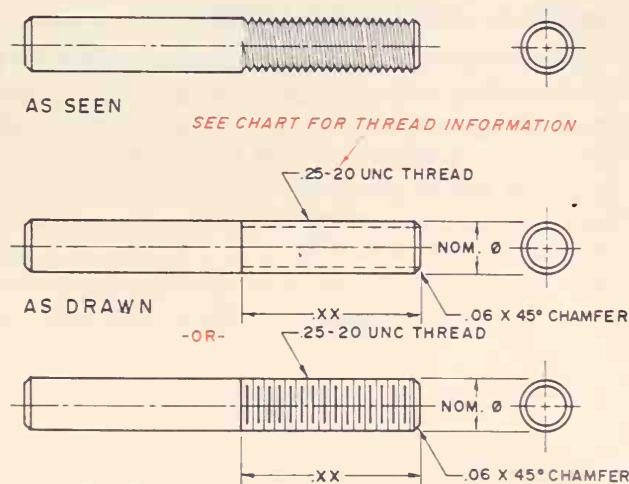 AS SEEN
SEE CHART FOR THREAD INFORMATION
.25-20 UNC THREAD
NOM. Ø
AS DRAWN
.XX
.06 X 45° CHAMFER
-OR-
.25-20 UNC THREAD
NOM. Ø
.XX
.06 X 45° CHAMFER